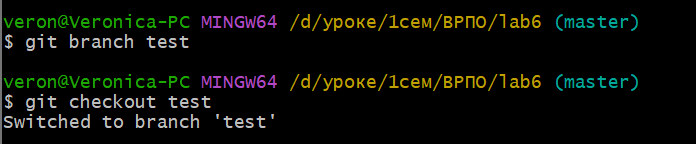 veron@Veronica-PC MINGW64 /d/уроке/1сем/ВРПО/lab6 (master)
$ git branch test
veron@Veronica-PC MINGW64 /d/уроке/1сем/ВРПО/lab6 (master)
$ git checkout test
Switched to branch 'test'